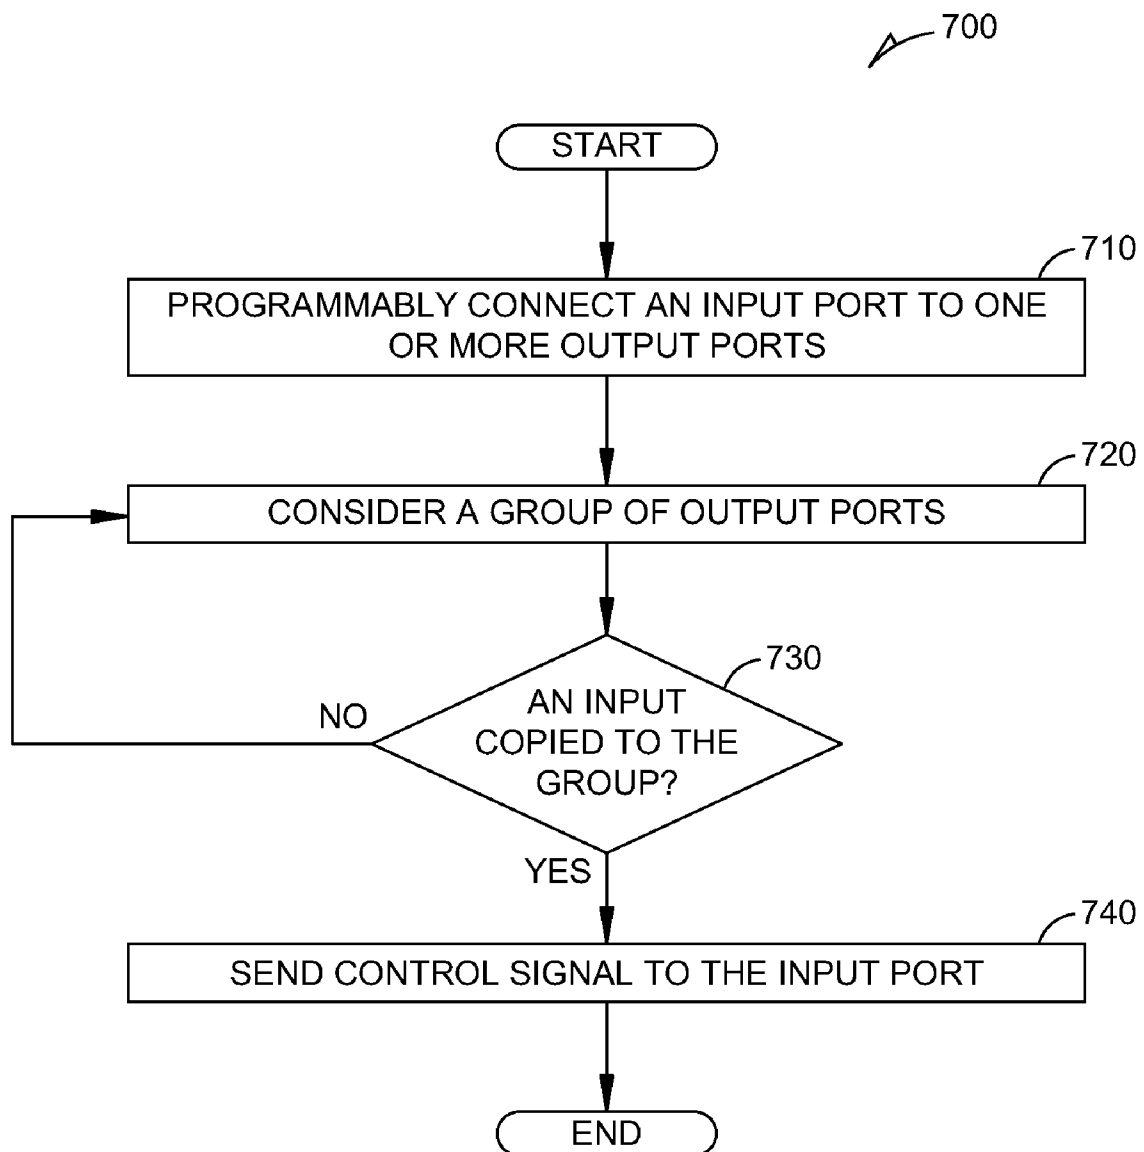 700
START
710
PROGRAMMABLY CONNECT AN INPUT PORT TO ONE
OR MORE OUTPUT PORTS
720
CONSIDER A GROUP OF OUTPUT PORTS
730
AN INPUT
COPIED TO THE
GROUP?
NO
YES
740
SEND CONTROL SIGNAL TO THE INPUT PORT
END